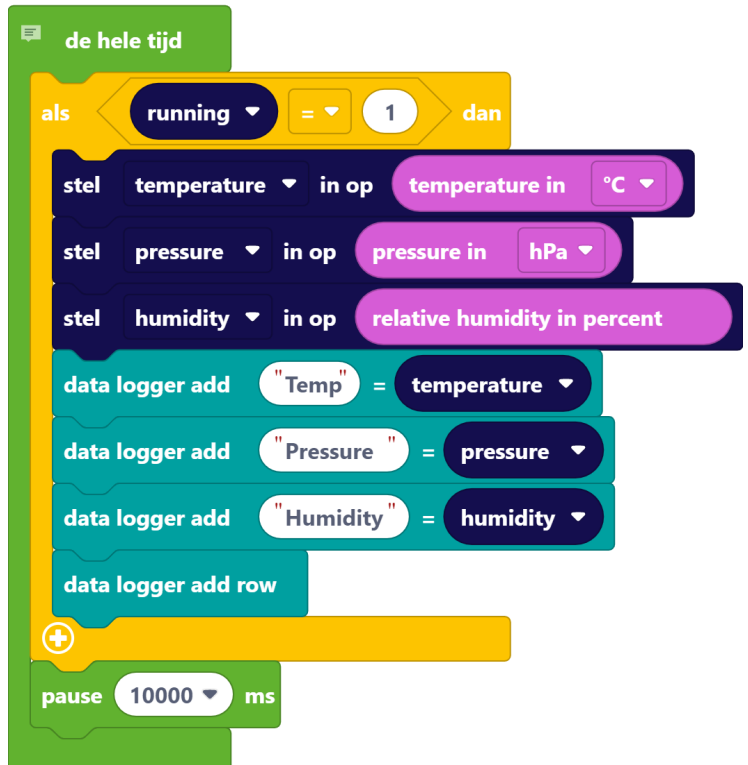 de hele tijd
als running = 1 dan
stel temperature in op temperature in °C
stel pressure in op pressure in hPa
stel humidity in op relative humidity in percent
data logger add "Temp" = temperature
data logger add "Pressure " = pressure
data logger add "Humidity" = humidity
data logger add row
pause 10000 ms